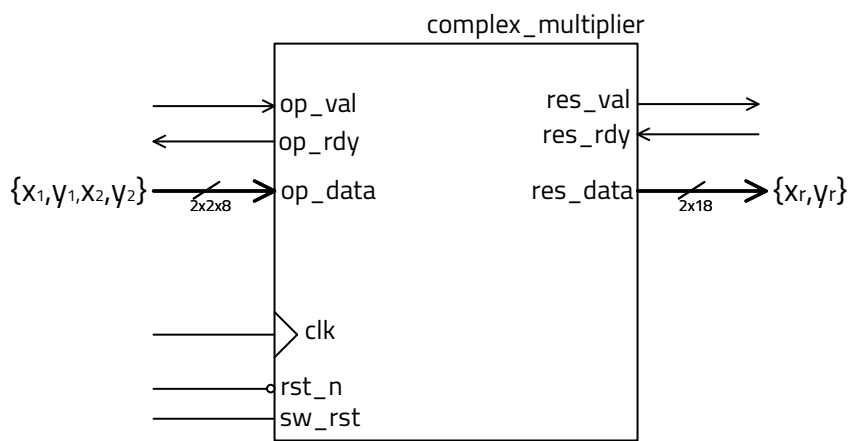 complex_multiplier
op_val res_val
op_rdy res_rdy
{x₁,y₁,x₂,y₂} 2x2x8 op_data res_data 2x18 {xr,yr}
clk
rst_n
sw_rst